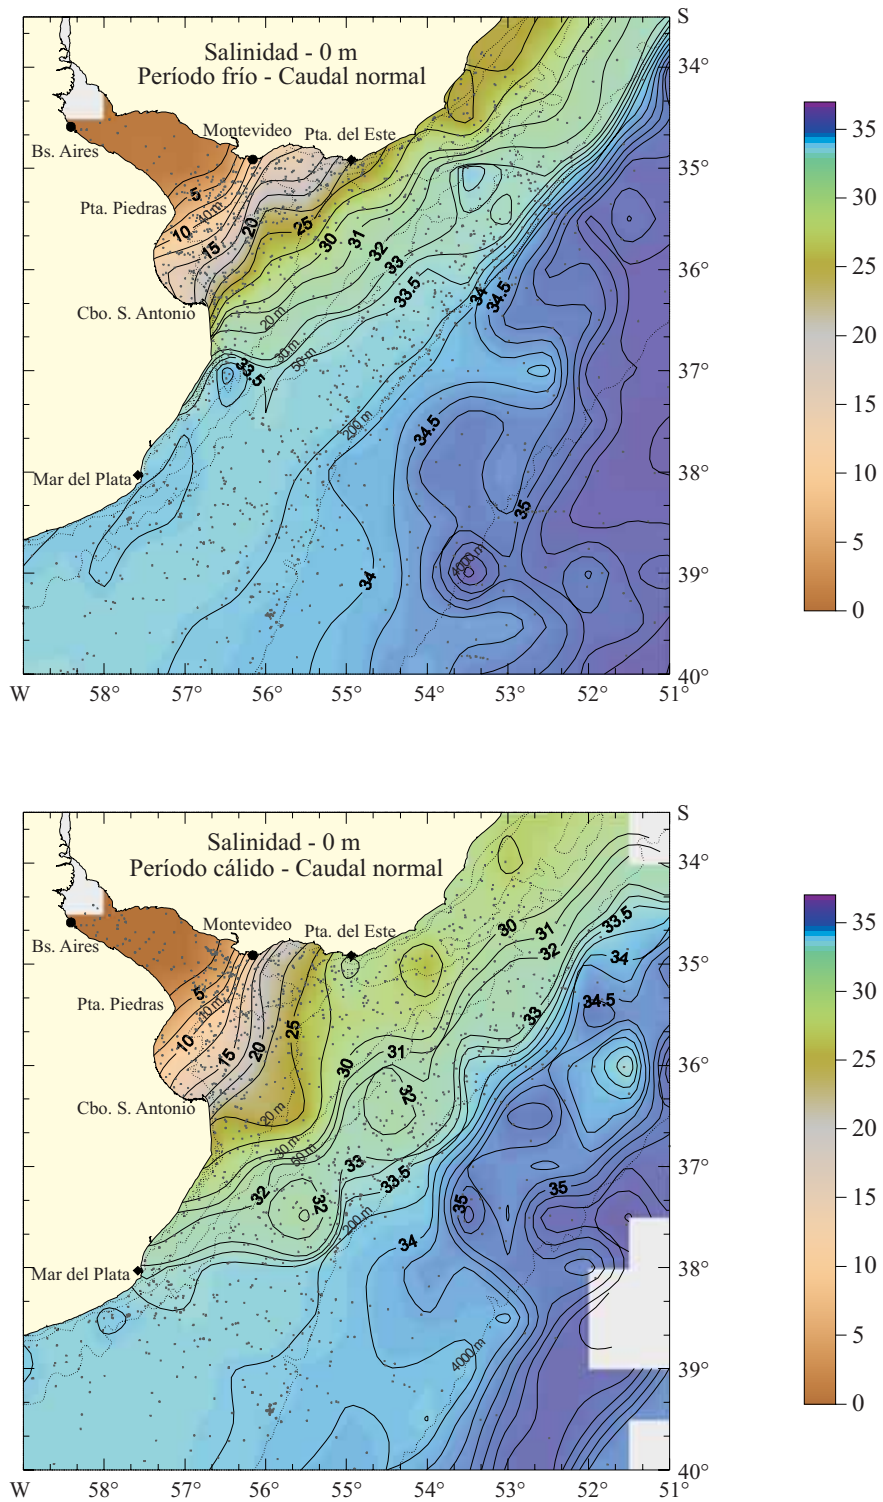 Salinidad - 0 m
Período frío - Caudal normal
S
34°
35°
36°
37°
38°
39°
40°
W
58°
57°
56°
55°
54°
53°
52°
51°
Bs. Aires
Montevideo
Pta. del Este
Pta. Piedras
Cbo. S. Antonio
Mar del Plata
5
10 m
10
15
20
25
30
31
32
33
33.5
34
34.5
20 m
30 m
50 m
33.5
200 m
34.5
35
4000 m
34
35
30
25
20
15
10
5
0
Salinidad - 0 m
Período cálido - Caudal normal
S
34°
35°
36°
37°
38°
39°
40°
W
58°
57°
56°
55°
54°
53°
52°
51°
Bs. Aires
Montevideo
Pta. del Este
Pta. Piedras
Cbo. S. Antonio
Mar del Plata
30
31
32
33.5
34
34.5
33
5
10 m
10
15
20
25
30
31
32
20 m
30 m
50 m
33
33.5
32
32
35
35
200 m
34
4000 m
35
30
25
20
15
10
5
0